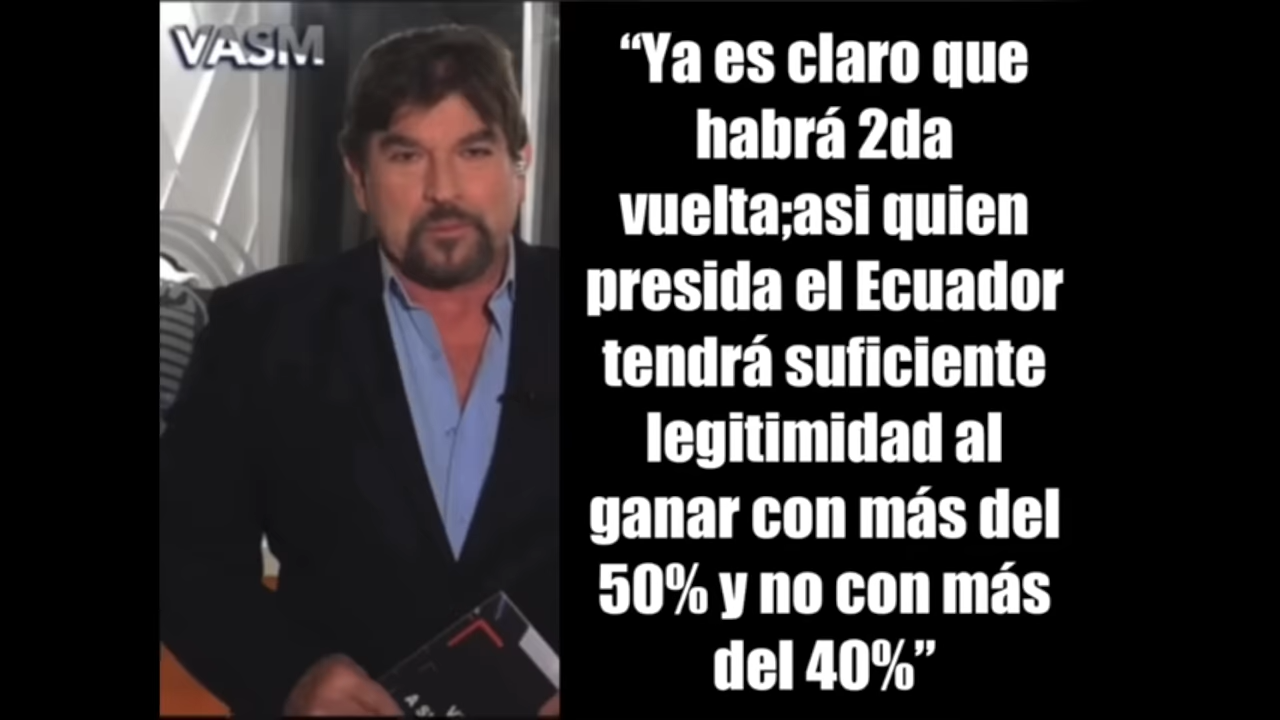 VASM
“Ya es claro que
habrá 2da
vuelta;asi quien
presida el Ecuador
tendrá suficiente
legitimidad al
ganar con más del
50% y no con más
del 40%”